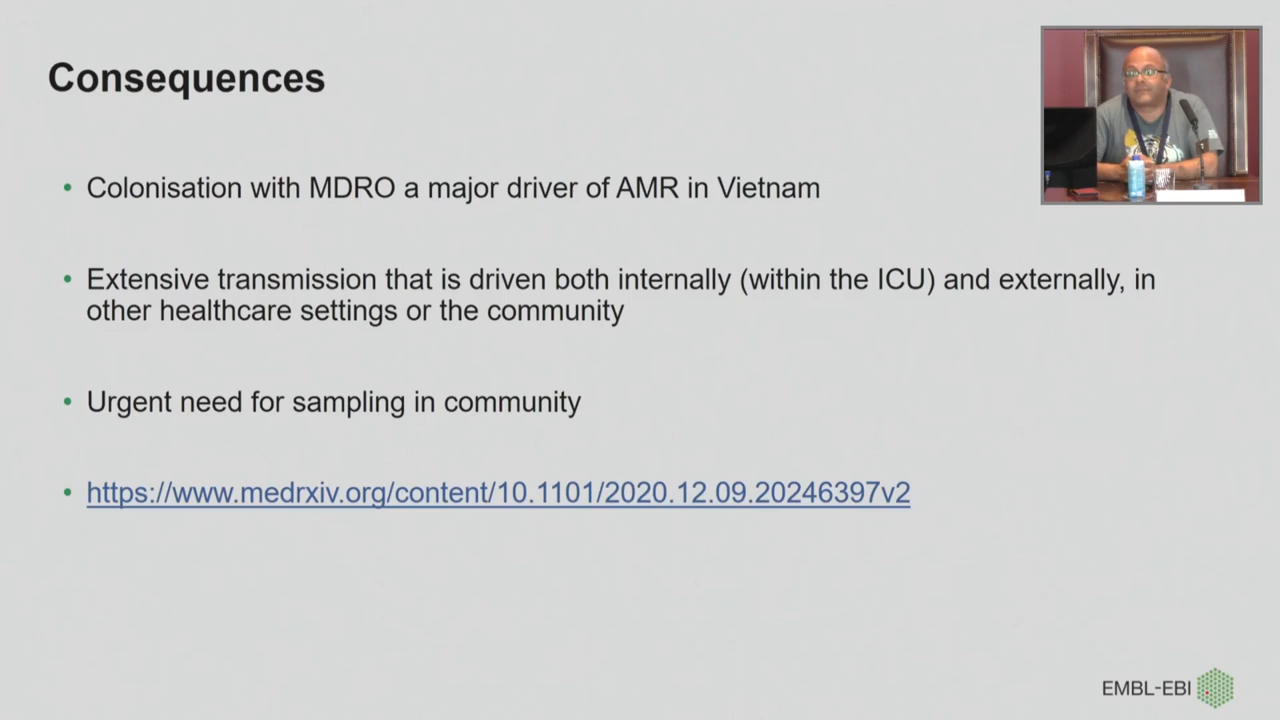 Consequences
• Colonisation with MDRO a major driver of AMR in Vietnam
• Extensive transmission that is driven both internally (within the ICU) and externally, in
other healthcare settings or the community
• Urgent need for sampling in community
• https://www.medrxiv.org/content/10.1101/2020.12.09.20246397v2
EMBL-EBI